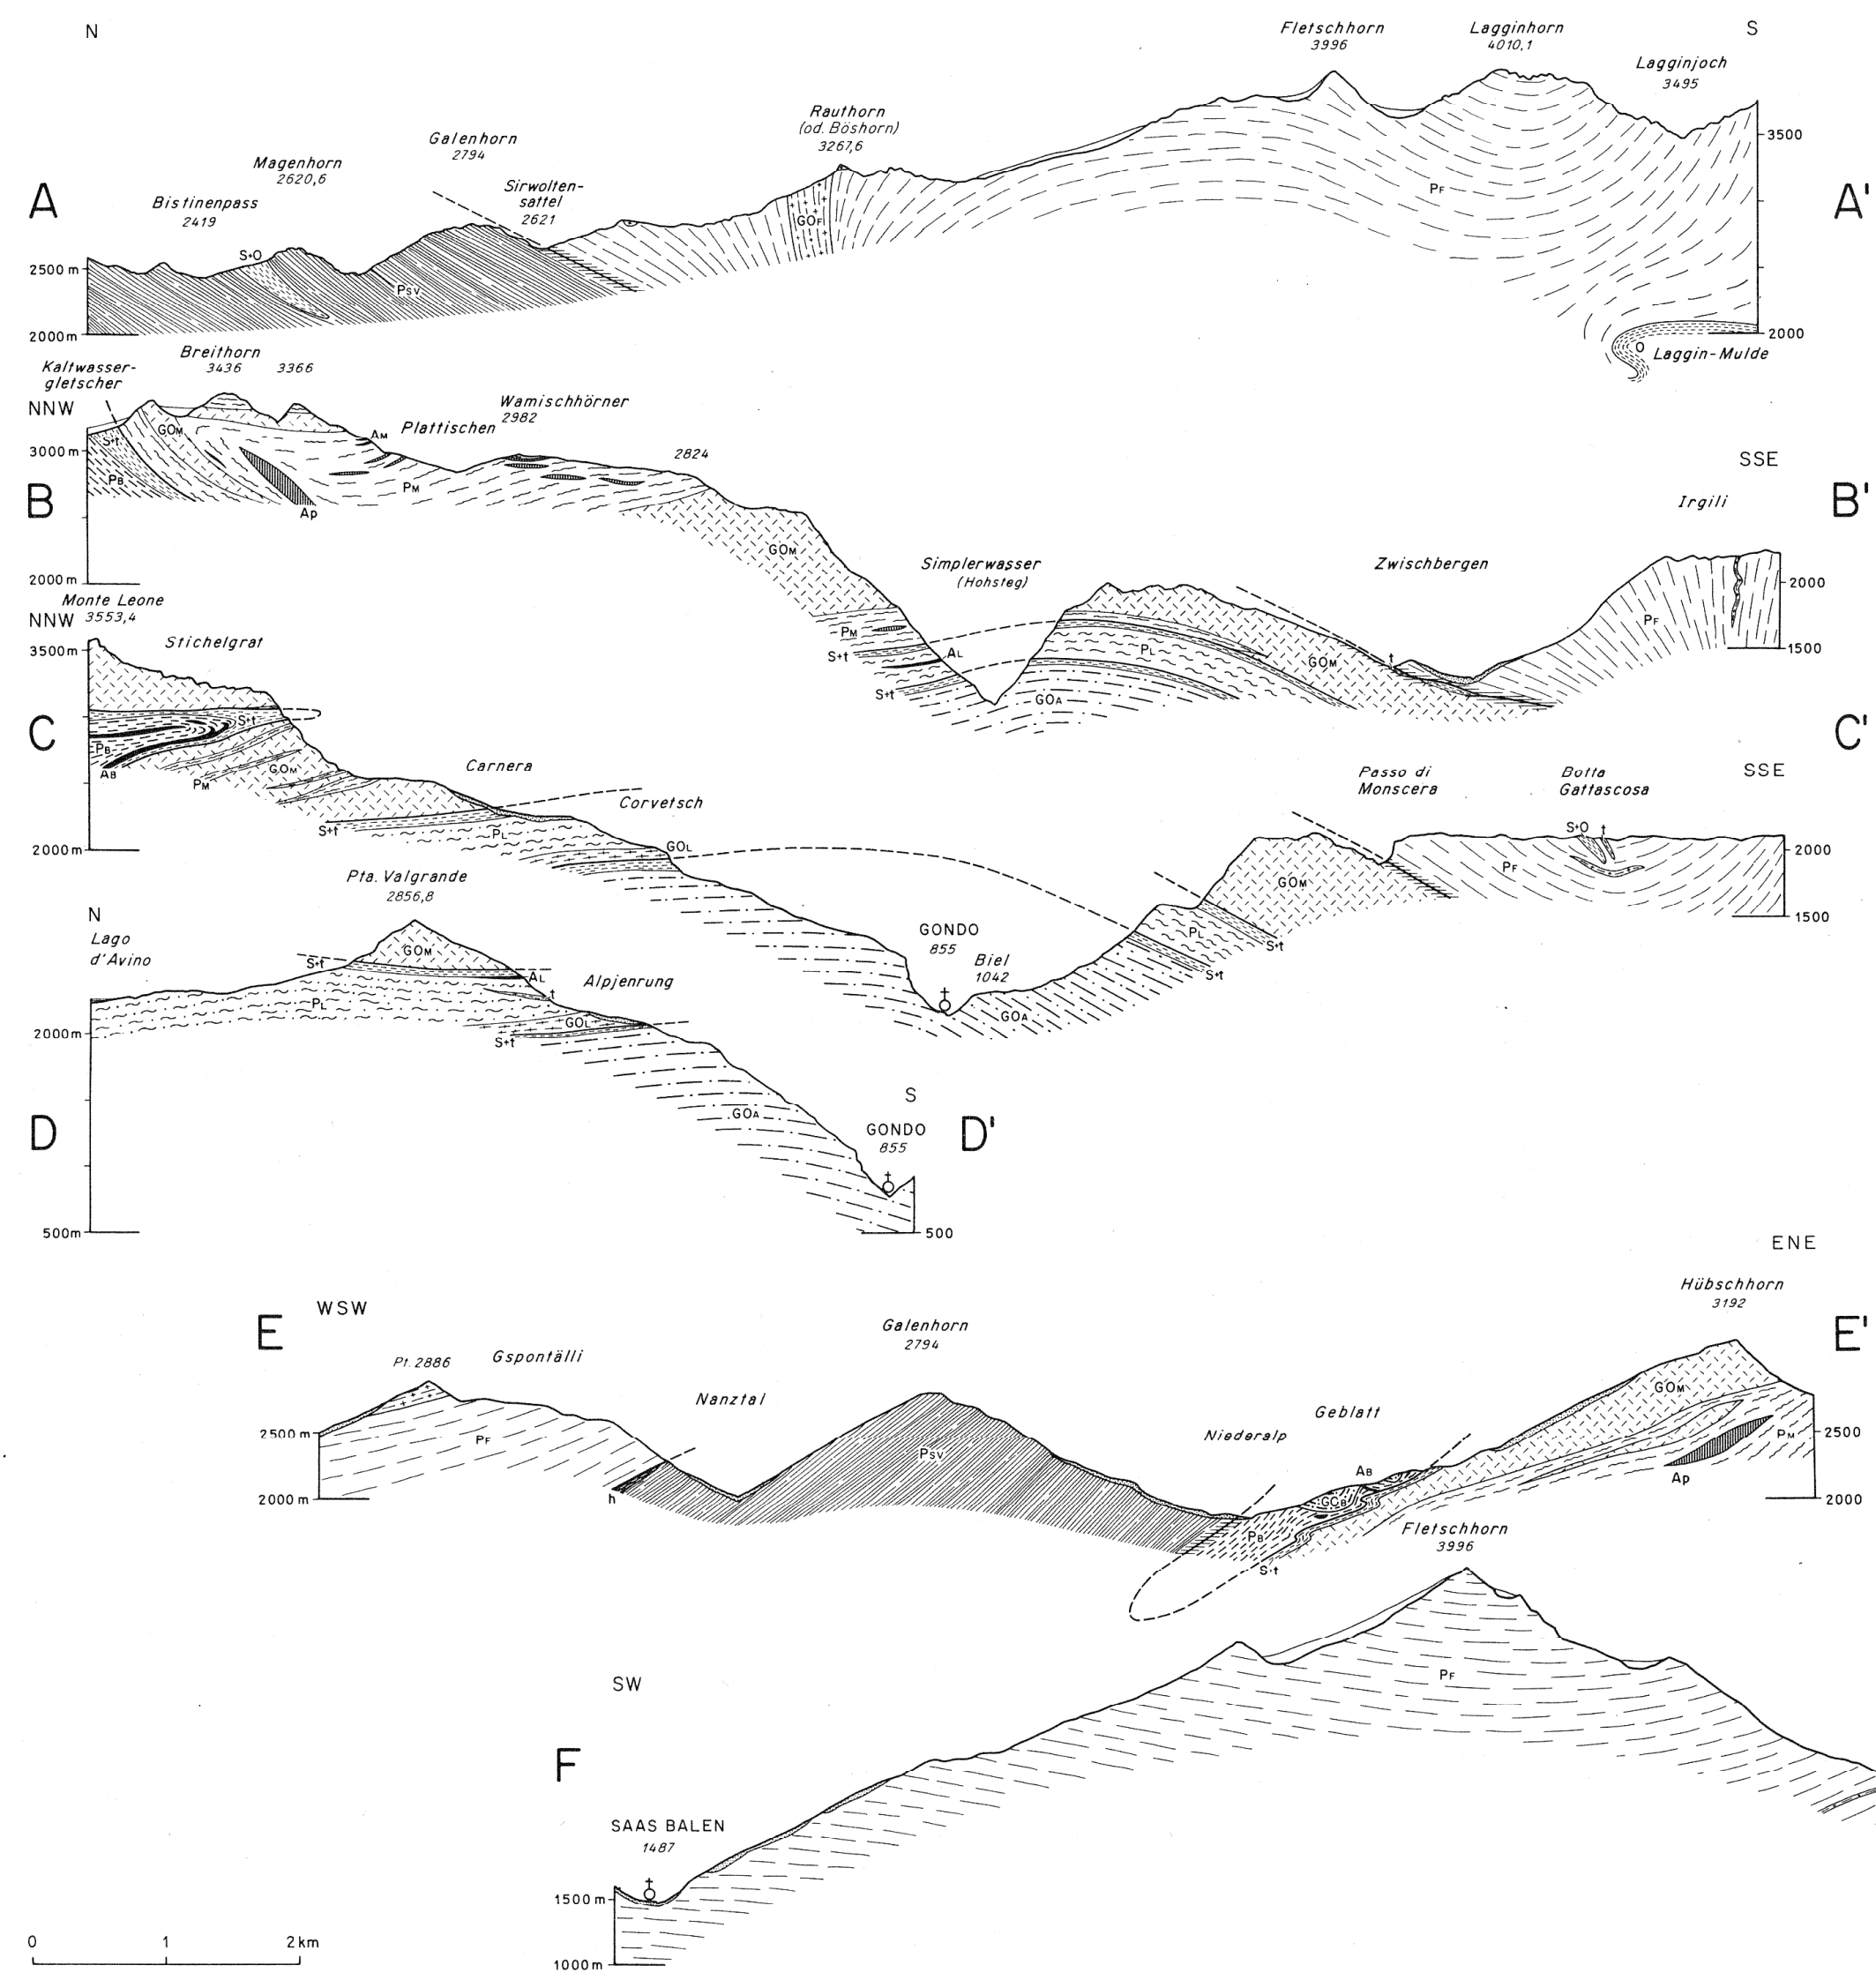 N
Fletschhorn
3996
Lagginhorn
4010,1
S
Lagginjoch
3495
Rauthorn
(od. Böshorn)
3267,6
Galenhorn
2794
Magenhorn
2620,6
Sirwolten-
sattel
2621
Bistinenpass
2419
A
A'
3500
PF
GOF
S+O
PSV
2500 m
2000 m
2000
O
Laggin-Mulde
Kaltwasser-
gletscher
Breithorn
3436
3366
NNW
Wamischhörner
2982
Plattischen
2824
SSE
S+t
GOM
AM
3000 m
PB
PM
Ap
B
B'
Irgili
GOM
Simplerwasser
(Hohsteg)
Zwischbergen
2000 m
2000
Monte Leone
3553,4
NNW
PM
PF
Stichelgrat
3500 m
S+t
AL
PL
GOM
t
1500
S+t
GOA
C
C'
S+t
PB
AB
PM
GOM
Carnera
Passo di
Monscera
Botta
Gattascosa
SSE
Corvetsch
S+t
PL
S+O
t
2000 m
GOL
2000
PF
Pta. Valgrande
2856,8
GOM
1500
N
Lago
d'Avino
GONDO
855
Biel
1042
PL
S+t
S+t
GOM
S+t
AL
Alpjenrung
t
PL
GOL
GOA
2000 m
S+t
S
D
GOA
GONDO
855
D'
500 m
500
ENE
Hübschhorn
3192
WSW
E
E'
Galenhorn
2794
Pt. 2886
Gspontälli
Nanztal
GOM
Geblatt
Niederalp
2500 m
PF
PSV
2500
PM
AB
Ap
2000 m
h
GOB
2000
PB
Fletschhorn
3996
S+t
SW
PF
F
SAAS BALEN
1487
1500 m
0
1
2 km
1000 m